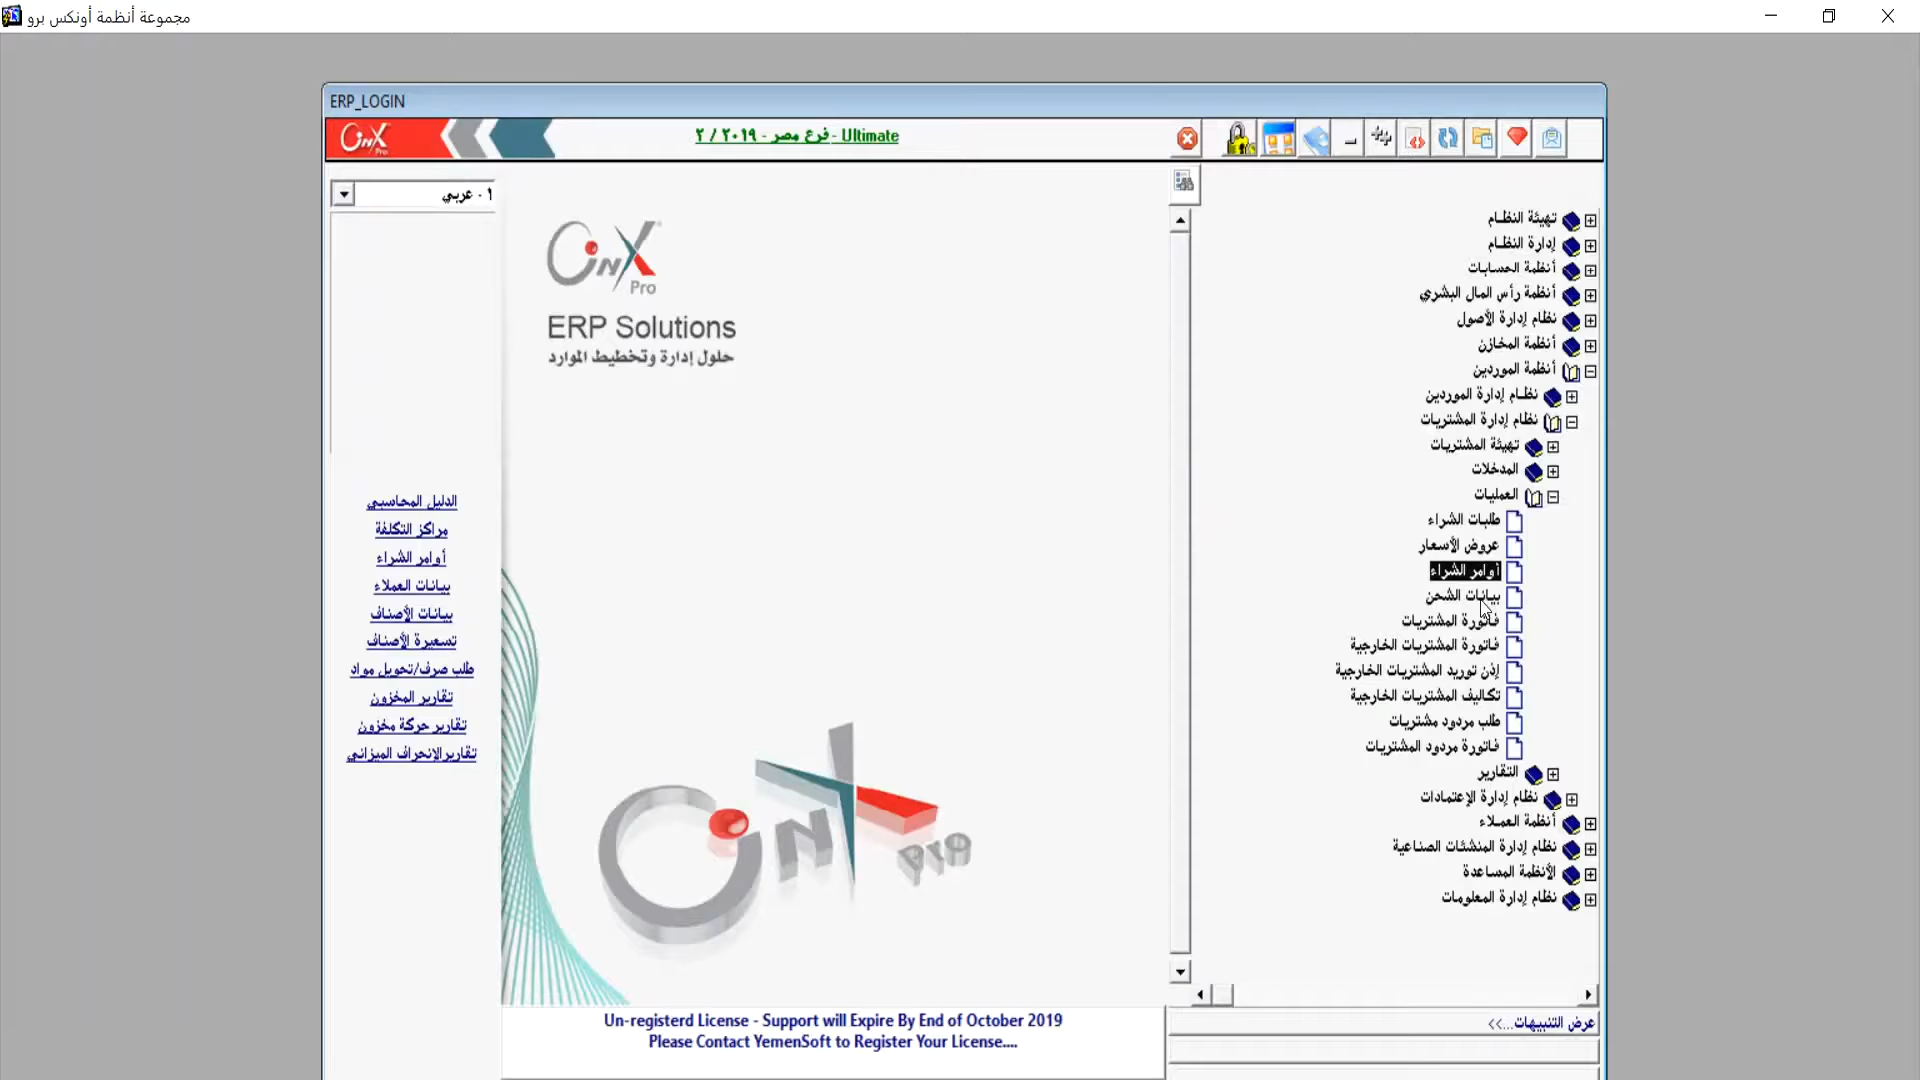 مجموعة أنظمة أونكس برو
ERP_LOGIN
Onx Pro
Ultimate - فرع مصر - ٢٠١٩ / ٢
١ - عربي
Onx Pro
ERP Solutions
حلول إدارة وتخطيط الموارد
الدليل المحاسبي
مراكز التكلفة
أوامر الشراء
بيانات العملاء
بيانات الأصناف
تسعيرة الأصناف
طلب صرف/تحويل مواد
تقارير المخزون
تقارير حركة مخزون
تقارير الإنحراف الميزاني
تهيئة النظام
إدارة النظام
أنظمة الحسابات
أنظمة رأس المال البشري
نظام إدارة الأصول
أنظمة المخازن
أنظمة الموردين
نظام إدارة الموردين
نظام إدارة المشتريات
تهيئة المشتريات
المدخلات
العمليات
طلبات الشراء
عروض الأسعار
أوامر الشراء
بيانات الشحن
فاتورة المشتريات
فاتورة المشتريات الخارجية
إذن توريد المشتريات الخارجية
تكاليف المشتريات الخارجية
طلب مردود مشتريات
فاتورة مردود المشتريات
التقارير
نظام إدارة الإعتمادات
أنظمة العملاء
نظام إدارة المنشئات الصناعية
الأنظمة المساعدة
نظام إدارة المعلومات
Onx pro
Un-registerd License - Support will Expire By End of October 2019
Please Contact YemenSoft to Register Your License....
عرض التنبيهات...>>